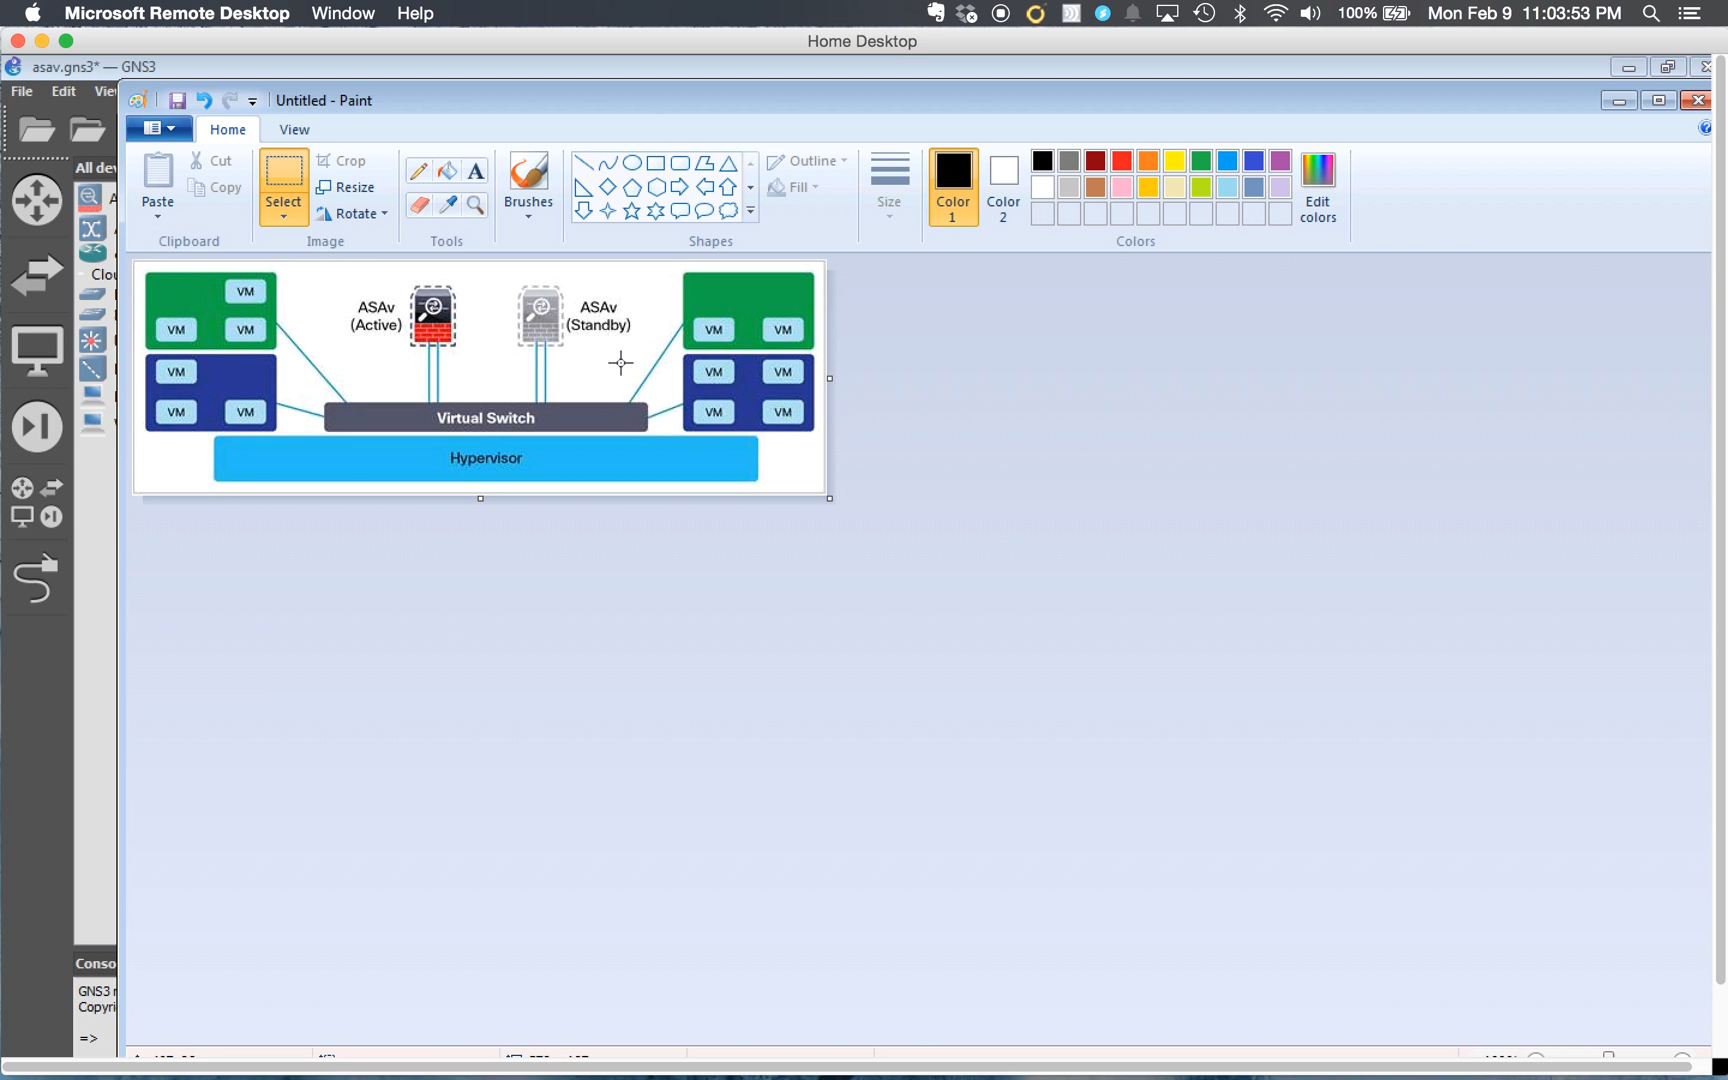 Microsoft Remote Desktop Window Help 100% Mon Feb 9 11:03:53 PM
Home Desktop
asav.gns3* — GNS3
File Edit
Untitled - Paint
Home View
All dev
Paste
Cut
Copy
Clipboard
Select
Crop
Resize
Rotate
Image
Tools
Brushes
Shapes
Outline
Fill
Size
Color 1
Color 2
Edit colors
Colors
VM
VM VM
VM
VM VM
ASAv
(Active)
ASAv
(Standby)
VM VM
VM VM
VM VM
Virtual Switch
Hypervisor
Conso
GNS3
Copyri
=>